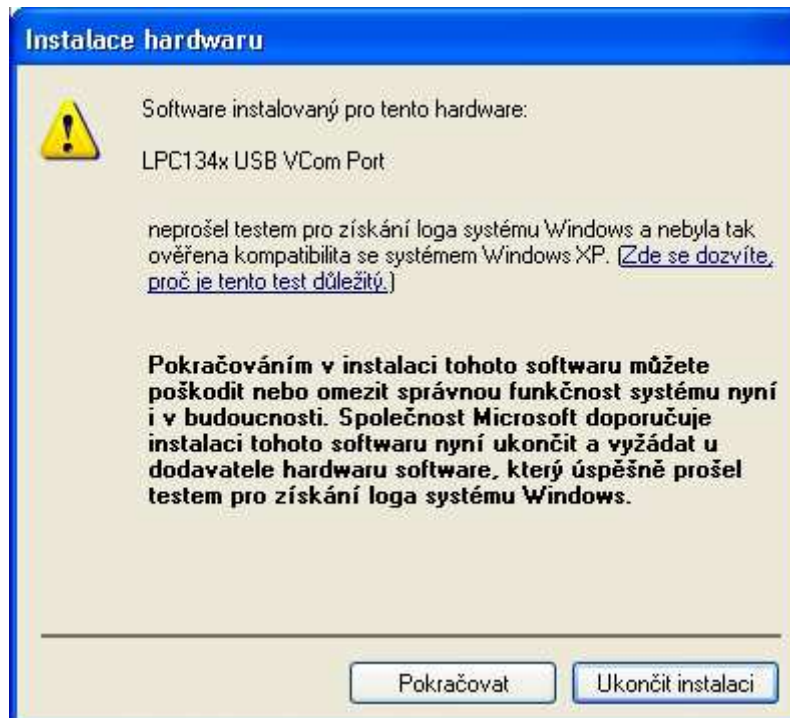 Instalace hardwaru
Software instalovaný pro tento hardware:
LPC134x USB VCom Port
neprošel testem pro získání loga systému Windows a nebyla tak
ověřena kompatibilita se systémem Windows XP. (Zde se dozvíte,
proč je tento test důležitý.)
Pokračováním v instalaci tohoto softwaru můžete
poškodit nebo omezit správnou funkčnost systému nyní
i v budoucnosti. Společnost Microsoft doporučuje
instalaci tohoto softwaru nyní ukončit a vyžádat u
dodavatele hardwaru software, který úspěšně prošel
testem pro získání loga systému Windows.
Pokračovat
Ukončit instalaci